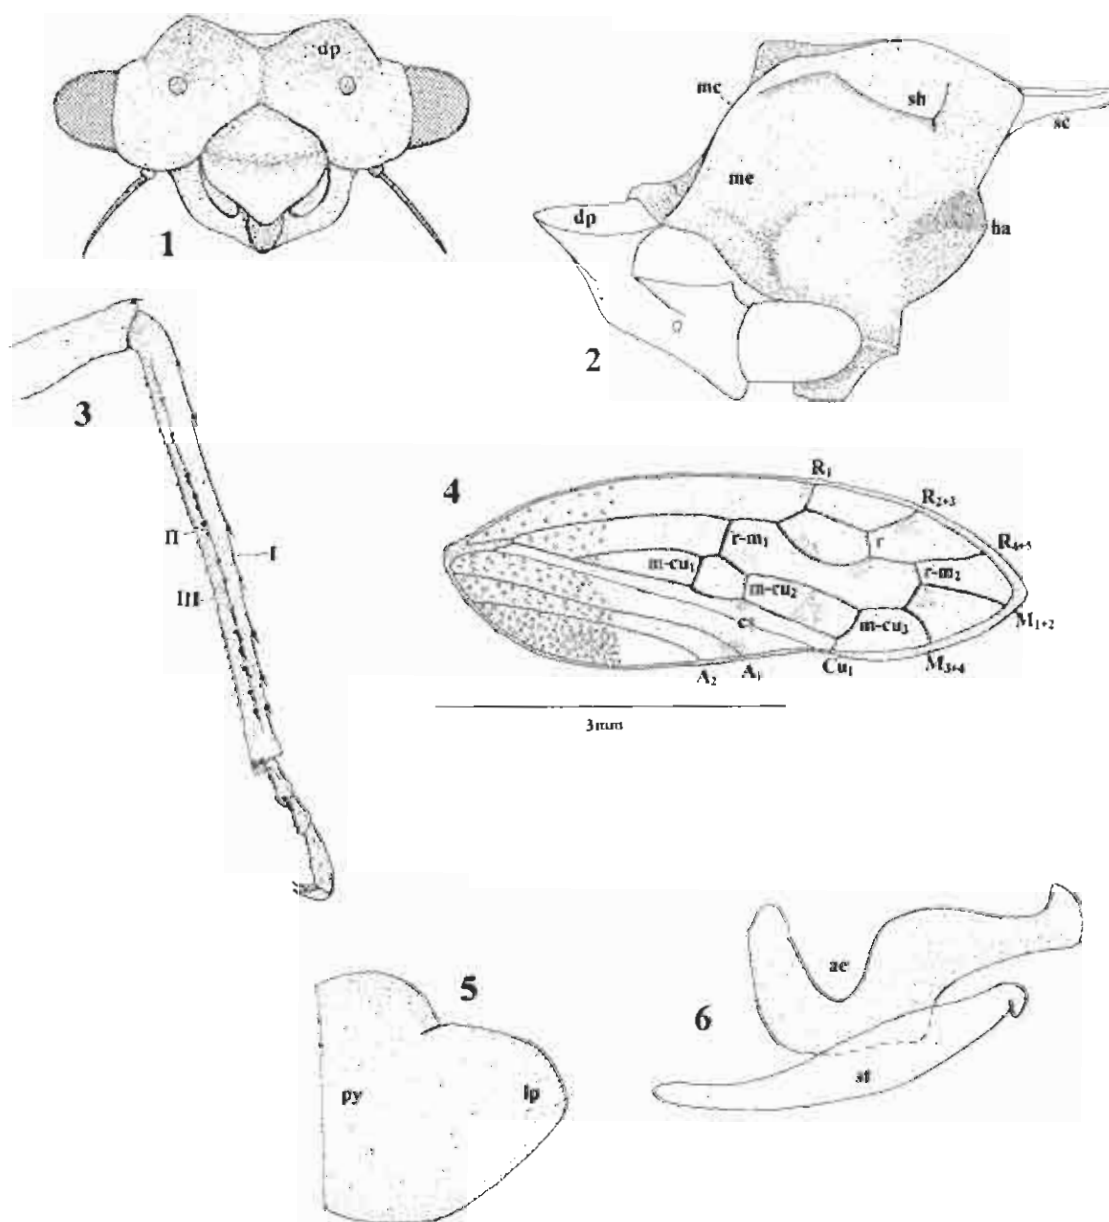 dp
1
mc
sh
sc
me
dp
ha
2
3
II
I
III
4
R1
R2+3
r
R4+5
r-m1
m-cu1
r-m2
m-cu2
cs
m-cu3
M1+2
M3+4
Cu1
A1
A2
3mm
5
py
lp
6
ae
st